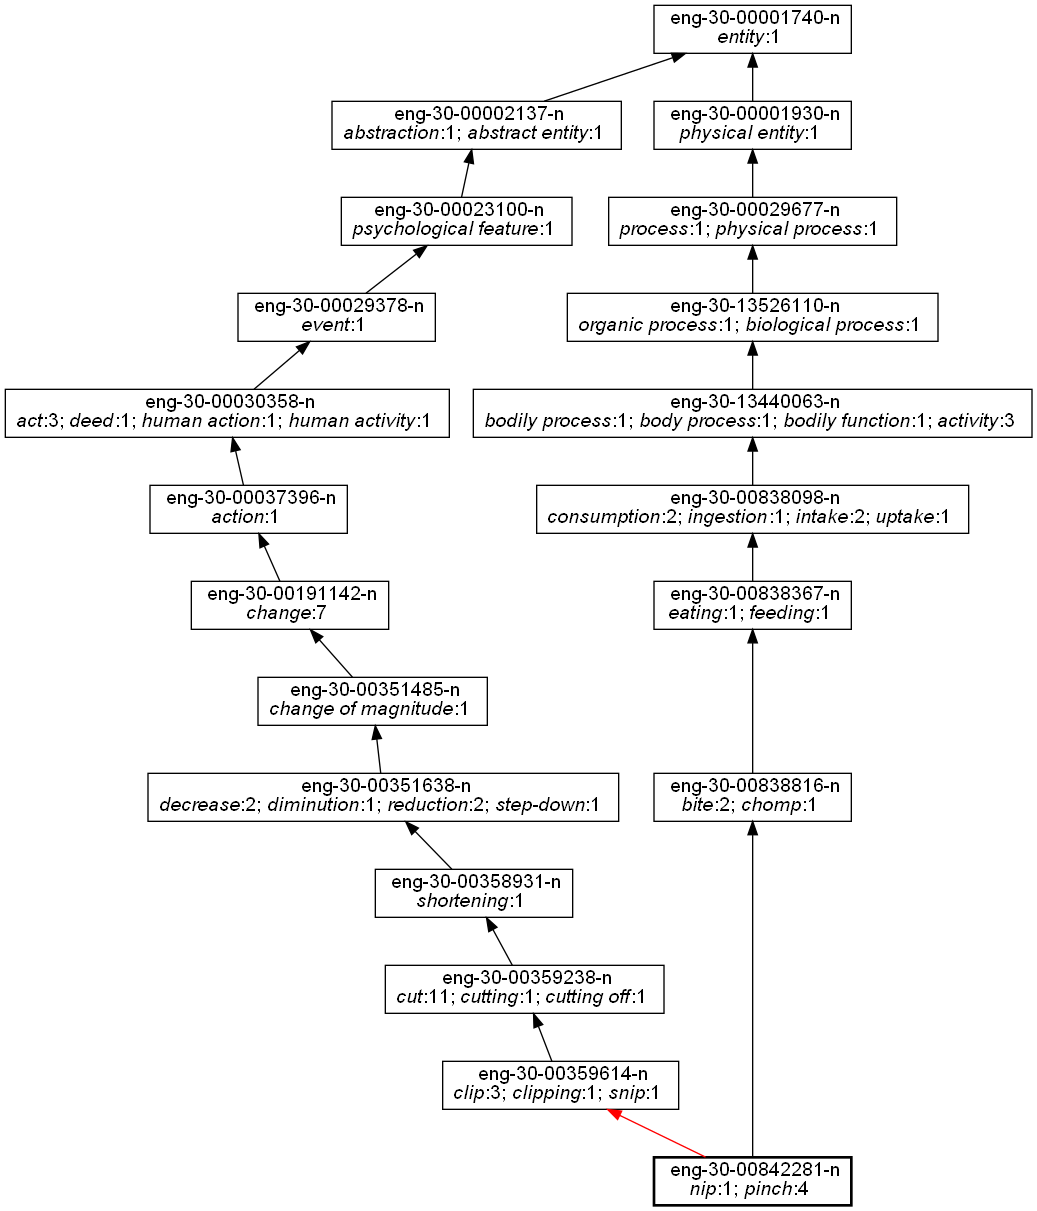 eng-30-00001740-n
entity:1
eng-30-00002137-n
abstraction:1; abstract entity:1
eng-30-00001930-n
physical entity:1
eng-30-00023100-n
psychological feature:1
eng-30-00029677-n
process:1; physical process:1
eng-30-00029378-n
event:1
eng-30-13526110-n
organic process:1; biological process:1
eng-30-00030358-n
act:3; deed:1; human action:1; human activity:1
eng-30-13440063-n
bodily process:1; body process:1; bodily function:1; activity:3
eng-30-00037396-n
action:1
eng-30-00838098-n
consumption:2; ingestion:1; intake:2; uptake:1
eng-30-00191142-n
change:7
eng-30-00838367-n
eating:1; feeding:1
eng-30-00351485-n
change of magnitude:1
eng-30-00351638-n
decrease:2; diminution:1; reduction:2; step-down:1
eng-30-00838816-n
bite:2; chomp:1
eng-30-00358931-n
shortening:1
eng-30-00359238-n
cut:11; cutting:1; cutting off:1
eng-30-00359614-n
clip:3; clipping:1; snip:1
eng-30-00842281-n
nip:1; pinch:4